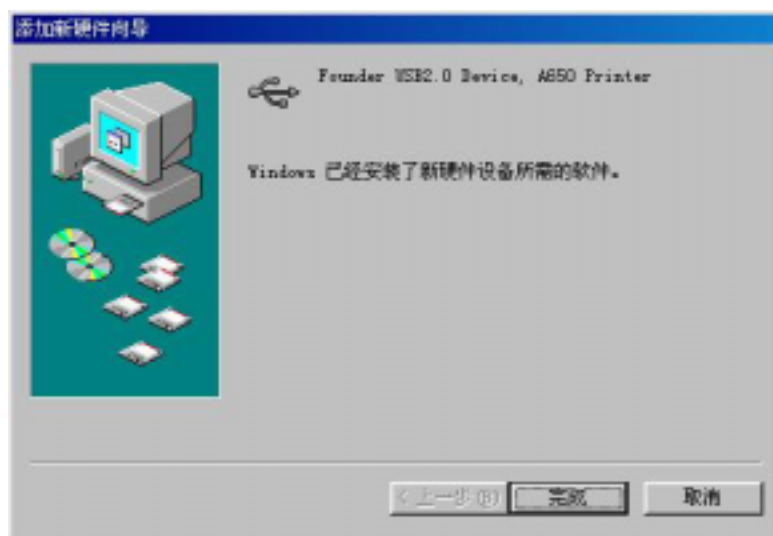 添加新硬件向导
Founder USB2.0 Device, A650 Printer
Windows 已经安装了新硬件设备所需的软件。
< 上一步(B)
完成
取消